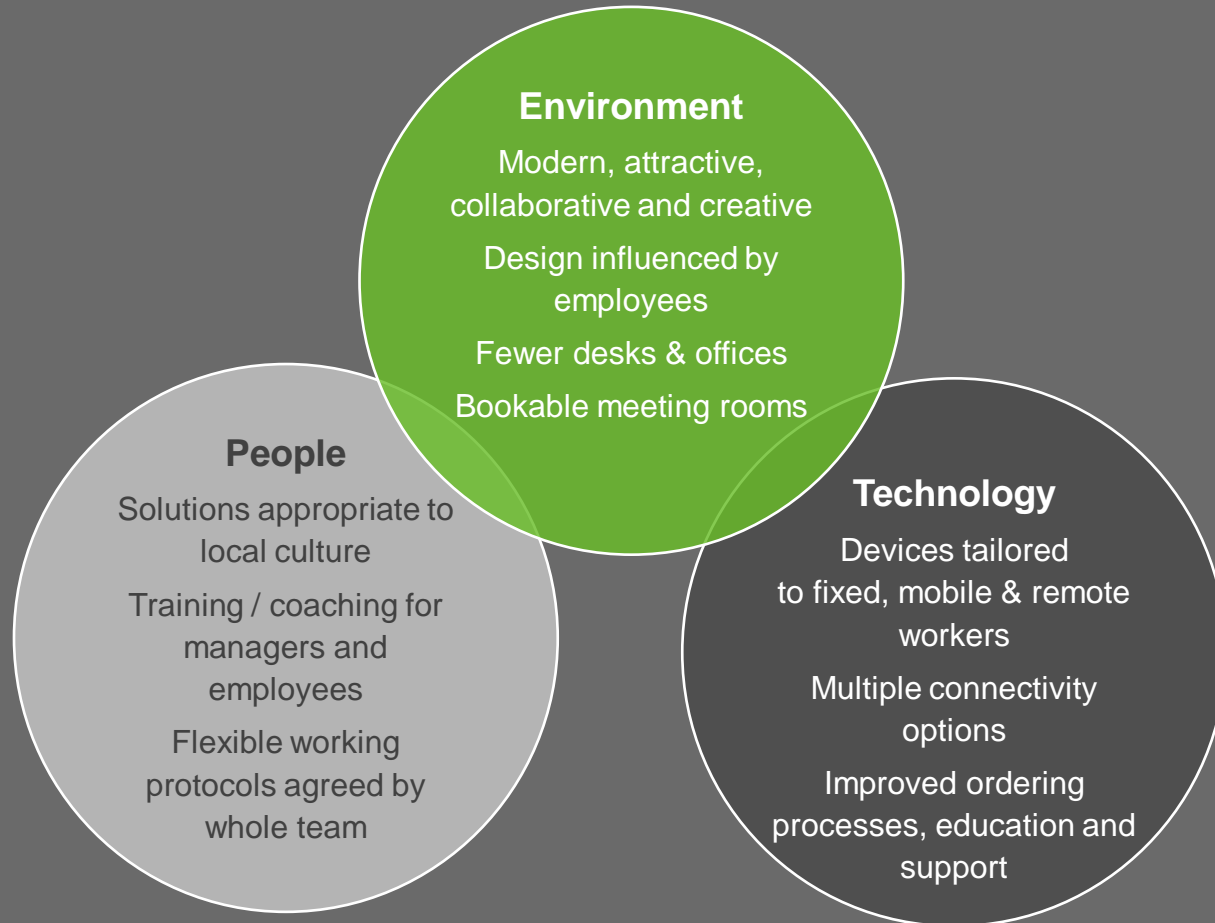 Environment
Modern, attractive,
collaborative and creative
Design influenced by
employees
Fewer desks & offices
Bookable meeting rooms
People
Solutions appropriate to
local culture
Training / coaching for
managers and
employees
Flexible working
protocols agreed by
whole team
Technology
Devices tailored
to fixed, mobile & remote
workers
Multiple connectivity
options
Improved ordering
processes, education and
support